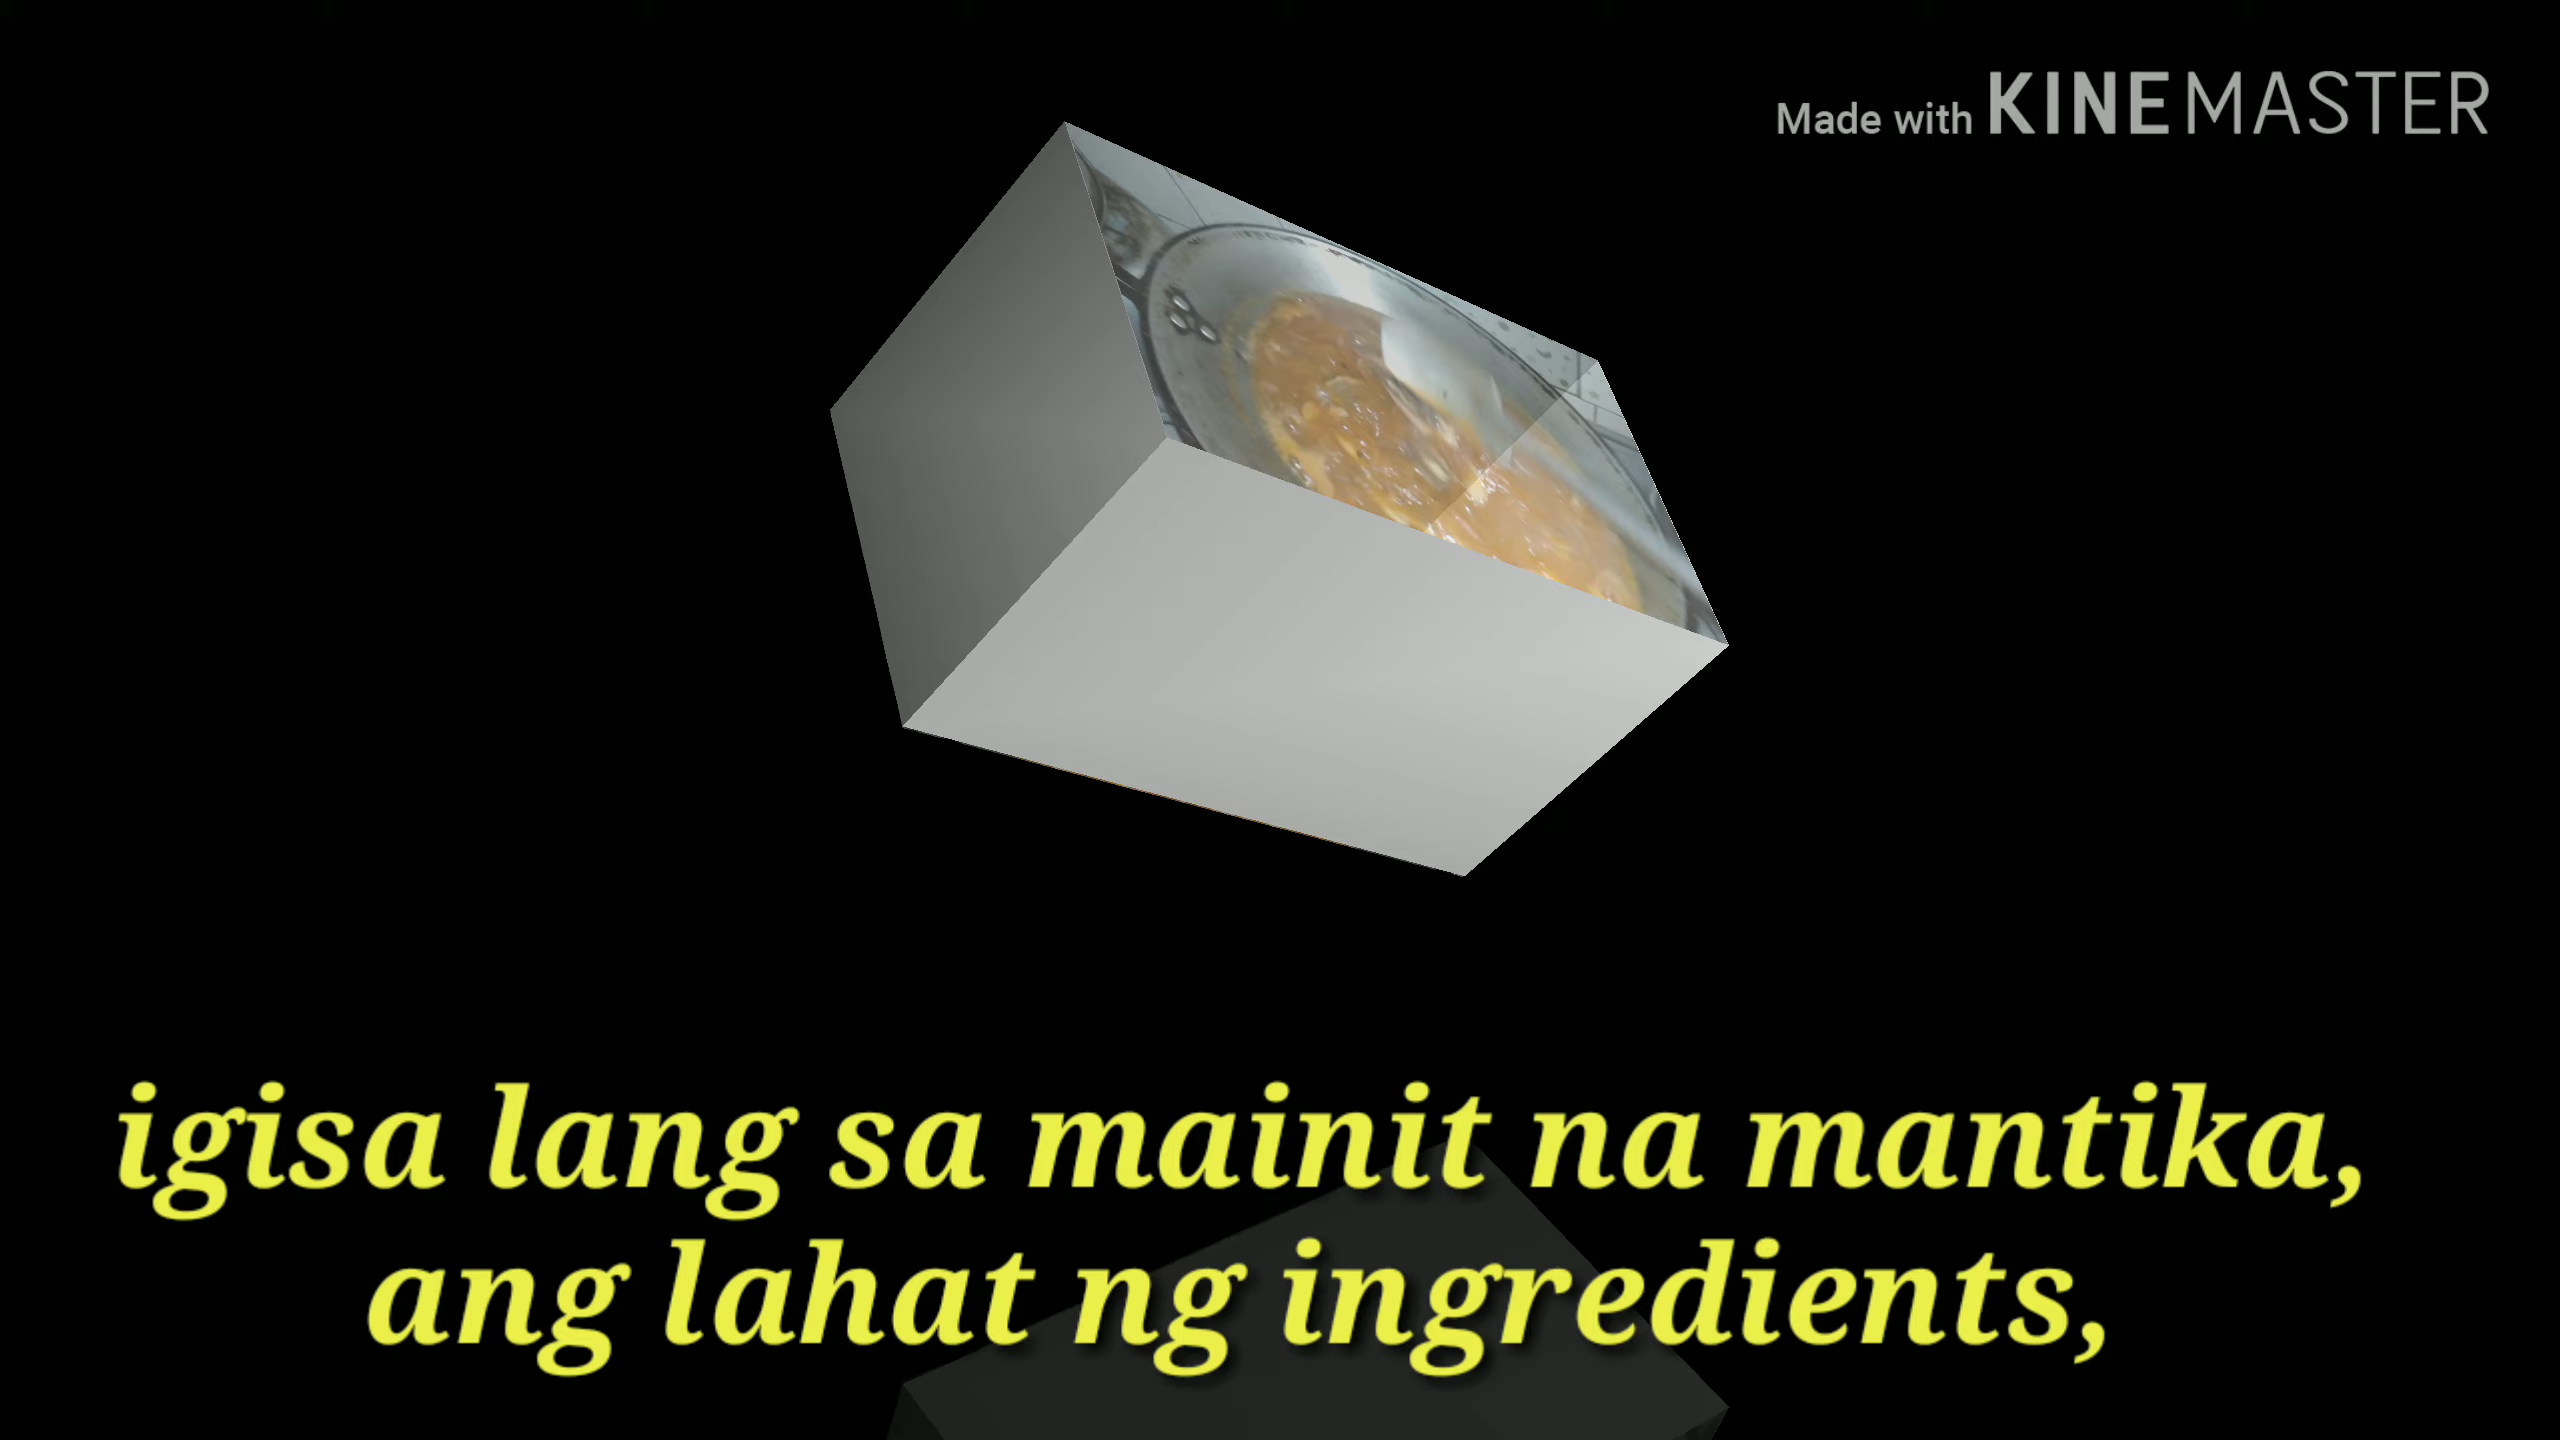 Made with KINEMASTER
igisa lang sa mainit na mantika,
ang lahat ng ingredients,